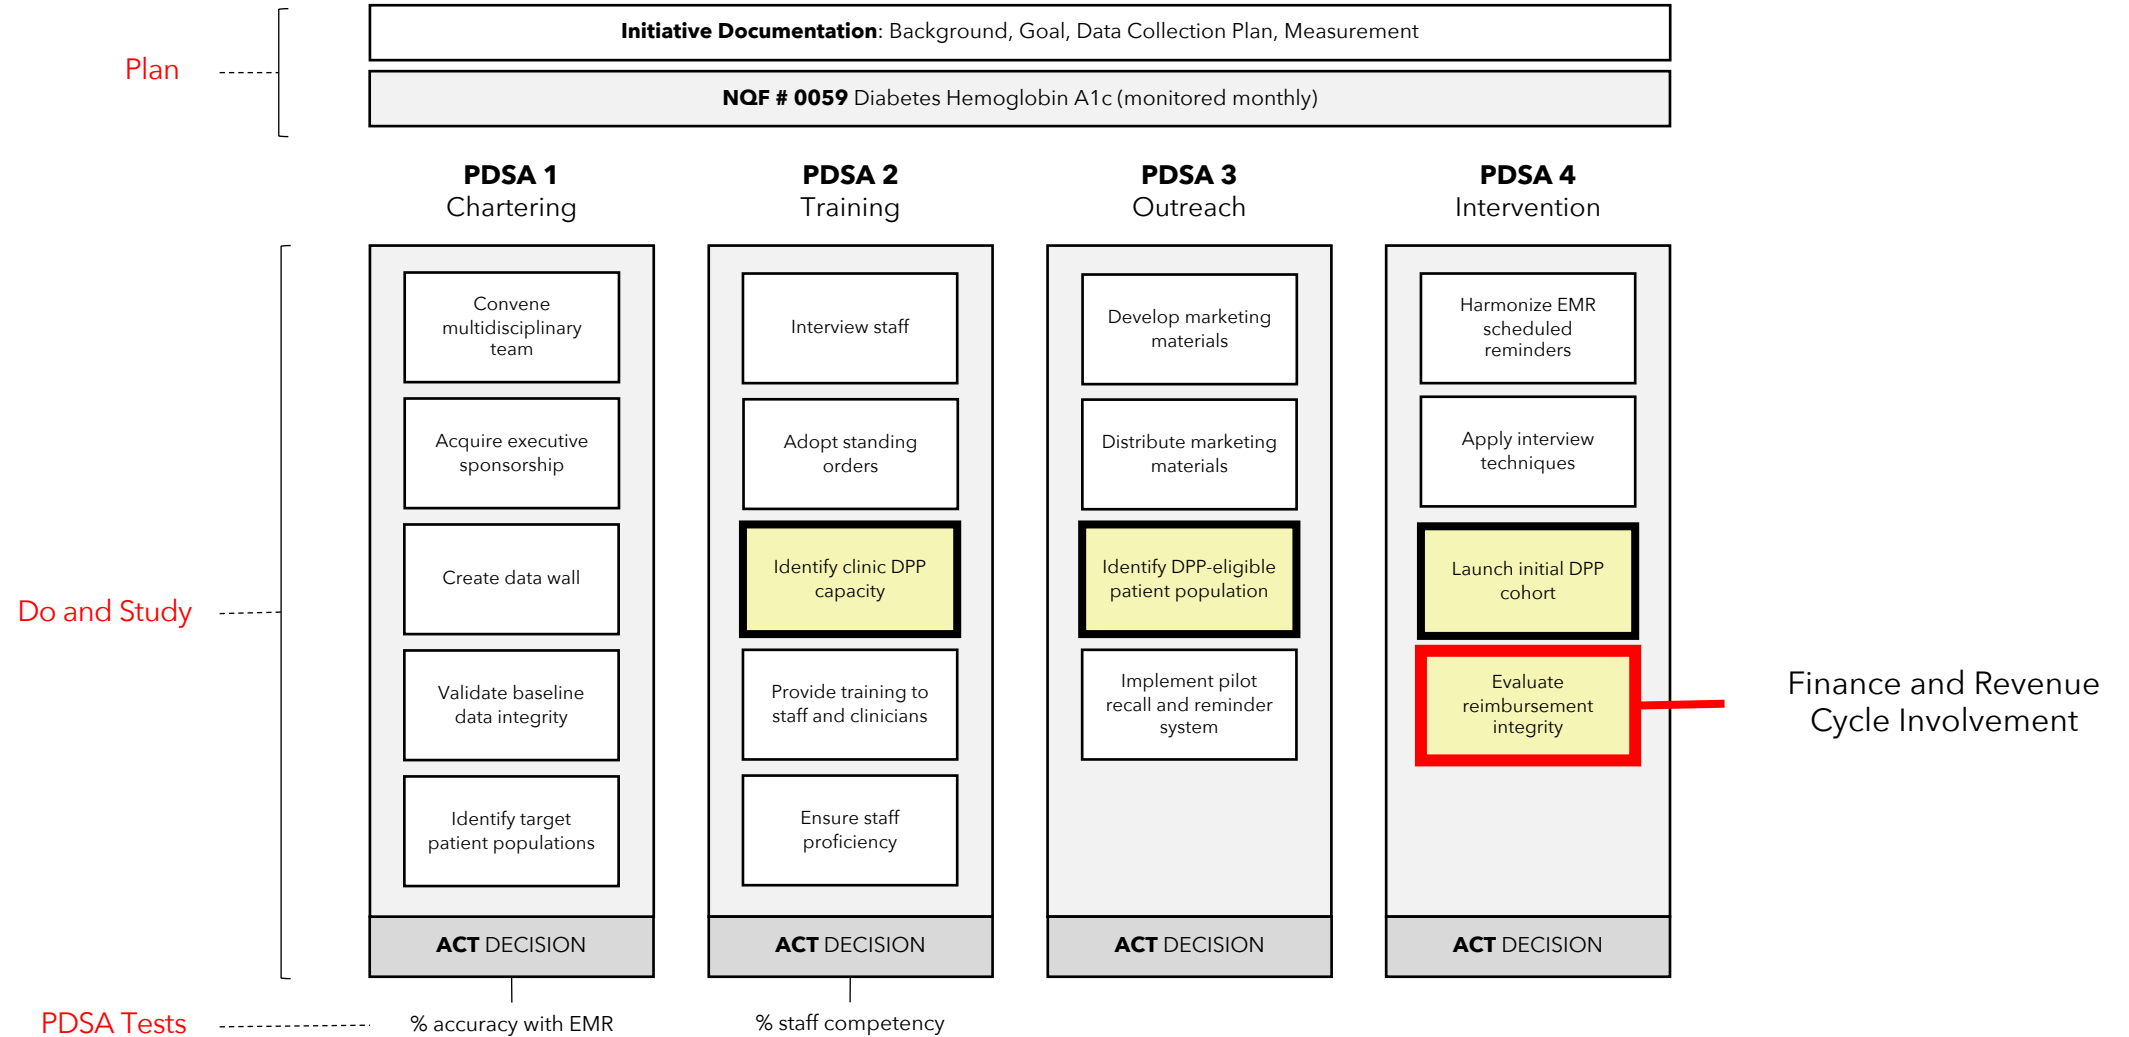 Initiative Documentation: Background, Goal, Data Collection Plan, Measurement
Plan
NQF # 0059 Diabetes Hemoglobin A1c (monitored monthly)
PDSA 1
Chartering
PDSA 2
Training
PDSA 3
Outreach
PDSA 4
Intervention
Do and Study
Convene
multidisciplinary
team
Acquire executive
sponsorship
Create data wall
Validate baseline
data integrity
Identify target
patient populations
ACT DECISION
Interview staff
Adopt standing
orders
Identify clinic DPP
capacity
Provide training to
staff and clinicians
Ensure staff
proficiency
ACT DECISION
Develop marketing
materials
Distribute marketing
materials
Identify DPP-eligible
patient population
Implement pilot
recall and reminder
system
ACT DECISION
Harmonize EMR
scheduled
reminders
Apply interview
techniques
Launch initial DPP
cohort
Evaluate
reimbursement
integrity
ACT DECISION
Finance and Revenue
Cycle Involvement
PDSA Tests
% accuracy with EMR
% staff competency